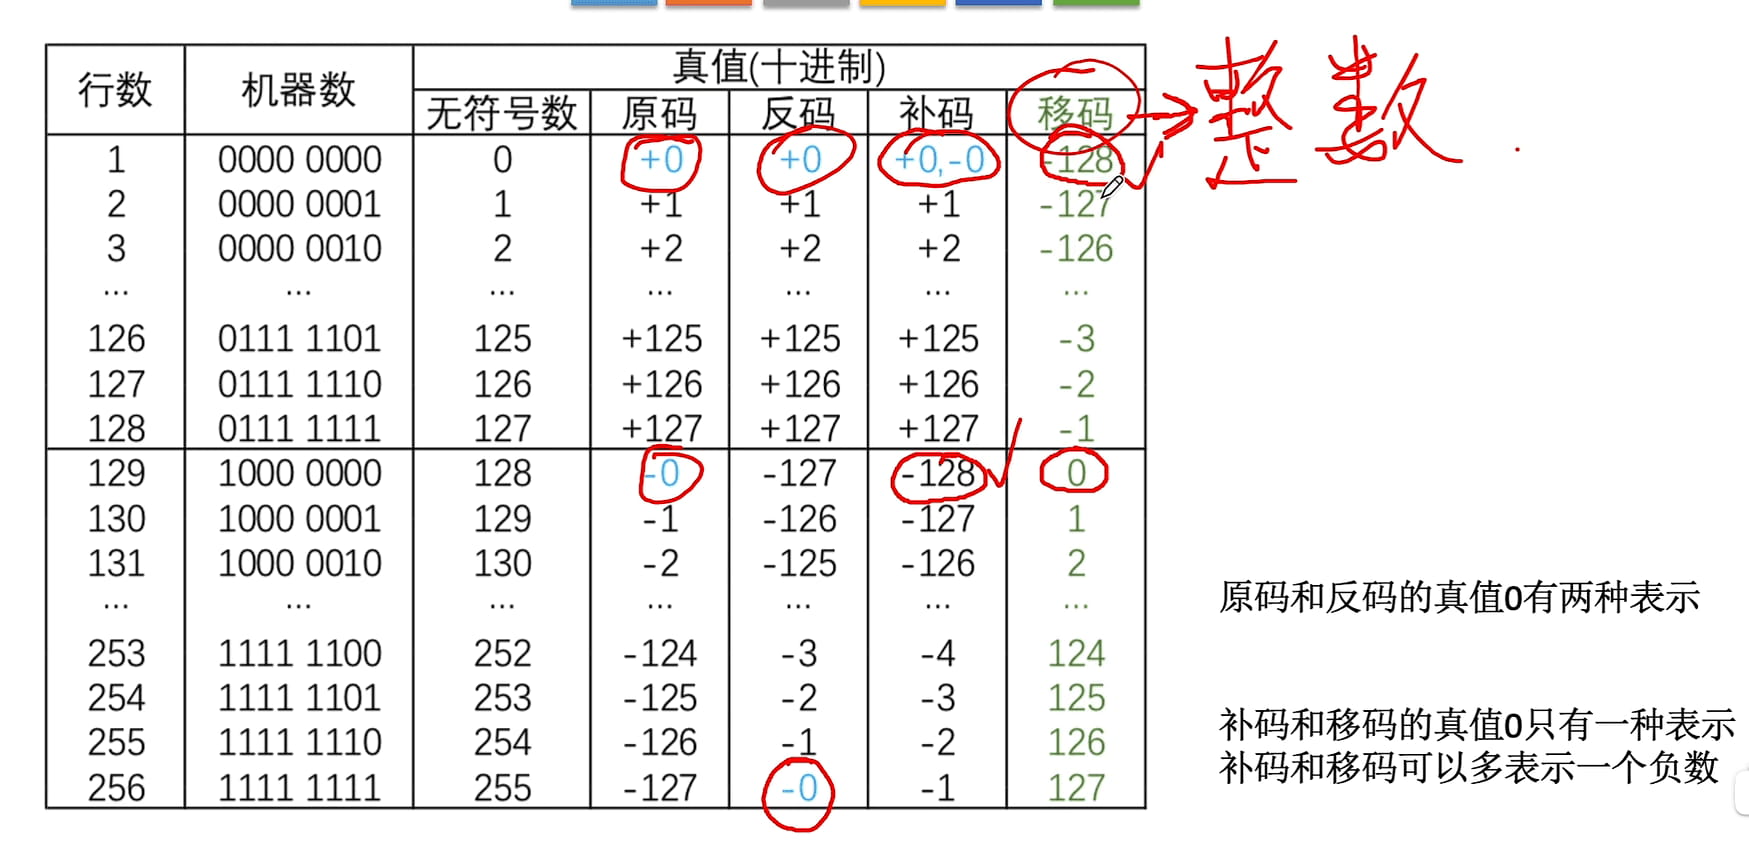 真值(十进制)
行数 机器数 无符号数 原码 反码 补码 移码 整数
1 0000 0000 0 +0 +0 +0,-0 -128
2 0000 0001 1 +1 +1 +1 -127
3 0000 0010 2 +2 +2 +2 -126
... ... ... ... ... ... ...
126 0111 1101 125 +125 +125 +125 -3
127 0111 1110 126 +126 +126 +126 -2
128 0111 1111 127 +127 +127 +127 -1
129 1000 0000 128 -0 -127 -128 0
130 1000 0001 129 -1 -126 -127 1
131 1000 0010 130 -2 -125 -126 2
... ... ... ... ... ... ...
253 1111 1100 252 -124 -3 -4 124
254 1111 1101 253 -125 -2 -3 125
255 1111 1110 254 -126 -1 -2 126
256 1111 1111 255 -127 -0 -1 127
原码和反码的真值0有两种表示
补码和移码的真值0只有一种表示
补码和移码可以多表示一个负数